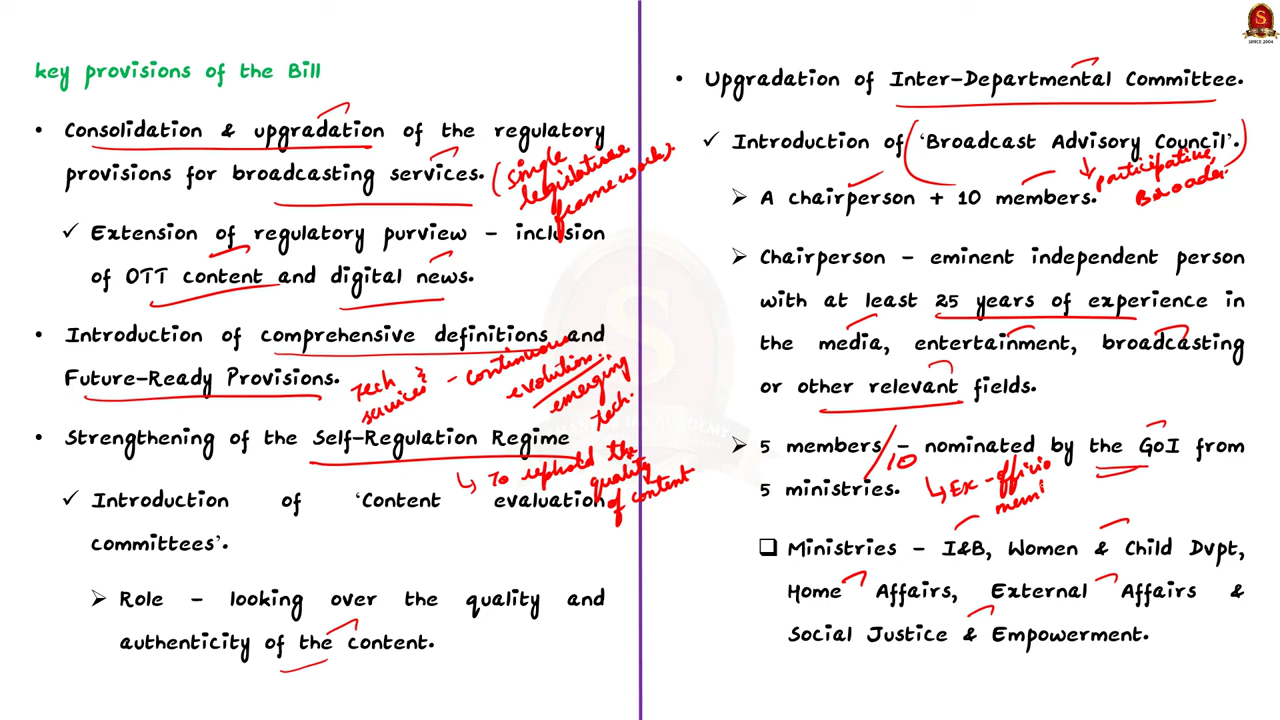 key provisions of the Bill
• Consolidation & upgradation of the regulatory
provisions for broadcasting services.
(single
legislature
framework).
✓ Extension of regulatory purview – inclusion
of OTT content and digital news.
• Introduction of comprehensive definitions and
Future-Ready Provisions.
Tech &
services
- continuous
evolution.
emerging
tech.
• Strengthening of the Self-Regulation Regime
↳ To uphold the
quality
of content
✓ Introduction of ‘Content evaluation
committees’.
➢ Role – looking over the quality and
authenticity of the content.
SINCE 2004
• Upgradation of Inter-Departmental Committee.
✓ Introduction of ‘Broadcast Advisory Council’.
↓ participative,
Broader.
➢ A chairperson + 10 members.
➢ Chairperson – eminent independent person
with at least 25 years of experience in
the media, entertainment, broadcasting
or other relevant fields.
➢ 5 members/10 – nominated by the GoI from
5 ministries.
↳ Ex-officio
mem
❑ Ministries – I&B, Women & Child Dvpt,
Home Affairs, External Affairs &
Social Justice & Empowerment.
ACADEMY